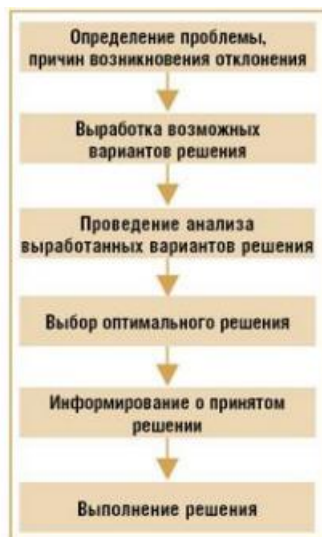 Определение проблемы,
причин возникновения отклонения
Выработка возможных
вариантов решения
Проведение анализа
выработанных вариантов решения
Выбор оптимального решения
Информирование о принятом
решении
Выполнение решения